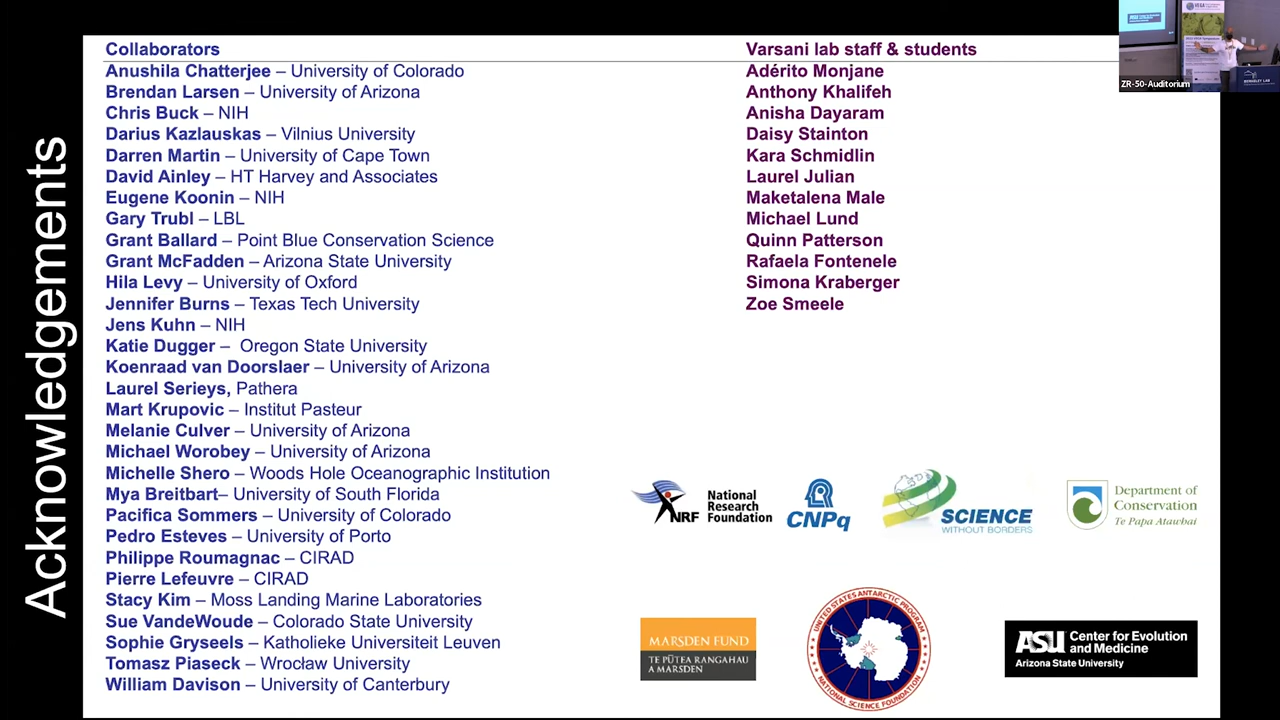 Acknowledgements
Collaborators
Anushila Chatterjee – University of Colorado
Brendan Larsen – University of Arizona
Chris Buck – NIH
Darius Kazlauskas – Vilnius University
Darren Martin – University of Cape Town
David Ainley – HT Harvey and Associates
Eugene Koonin – NIH
Gary Trubl – LBL
Grant Ballard – Point Blue Conservation Science
Grant McFadden – Arizona State University
Hila Levy – University of Oxford
Jennifer Burns – Texas Tech University
Jens Kuhn – NIH
Katie Dugger – Oregon State University
Koenraad van Doorslaer – University of Arizona
Laurel Serieys, Pathera
Mart Krupovic – Institut Pasteur
Melanie Culver – University of Arizona
Michael Worobey – University of Arizona
Michelle Shero – Woods Hole Oceanographic Institution
Mya Breitbart– University of South Florida
Pacifica Sommers – University of Colorado
Pedro Esteves – University of Porto
Philippe Roumagnac – CIRAD
Pierre Lefeuvre – CIRAD
Stacy Kim – Moss Landing Marine Laboratories
Sue VandeWoude – Colorado State University
Sophie Gryseels – Katholieke Universiteit Leuven
Tomasz Piaseck – Wrocław University
William Davison – University of Canterbury
Varsani lab staff & students
Adérito Monjane
Anthony Khalifeh
Anisha Dayaram
Daisy Stainton
Kara Schmidlin
Laurel Julian
Maketalena Male
Michael Lund
Quinn Patterson
Rafaela Fontenele
Simona Kraberger
Zoe Smeele
NRF
National
Research
Foundation
CNPq
SCIENCE
WITHOUT BORDERS
Department of
Conservation
Te Papa Atawhai
MARSDEN FUND
TE PŪTEA RANGAHAU
A MARSDEN
UNITED STATES ANTARCTIC PROGRAM
NATIONAL SCIENCE FOUNDATION
ASU Center for Evolution
and Medicine
Arizona State University
ZR-50-Auditorium
ASU
VEGA
BERKELEY LAB